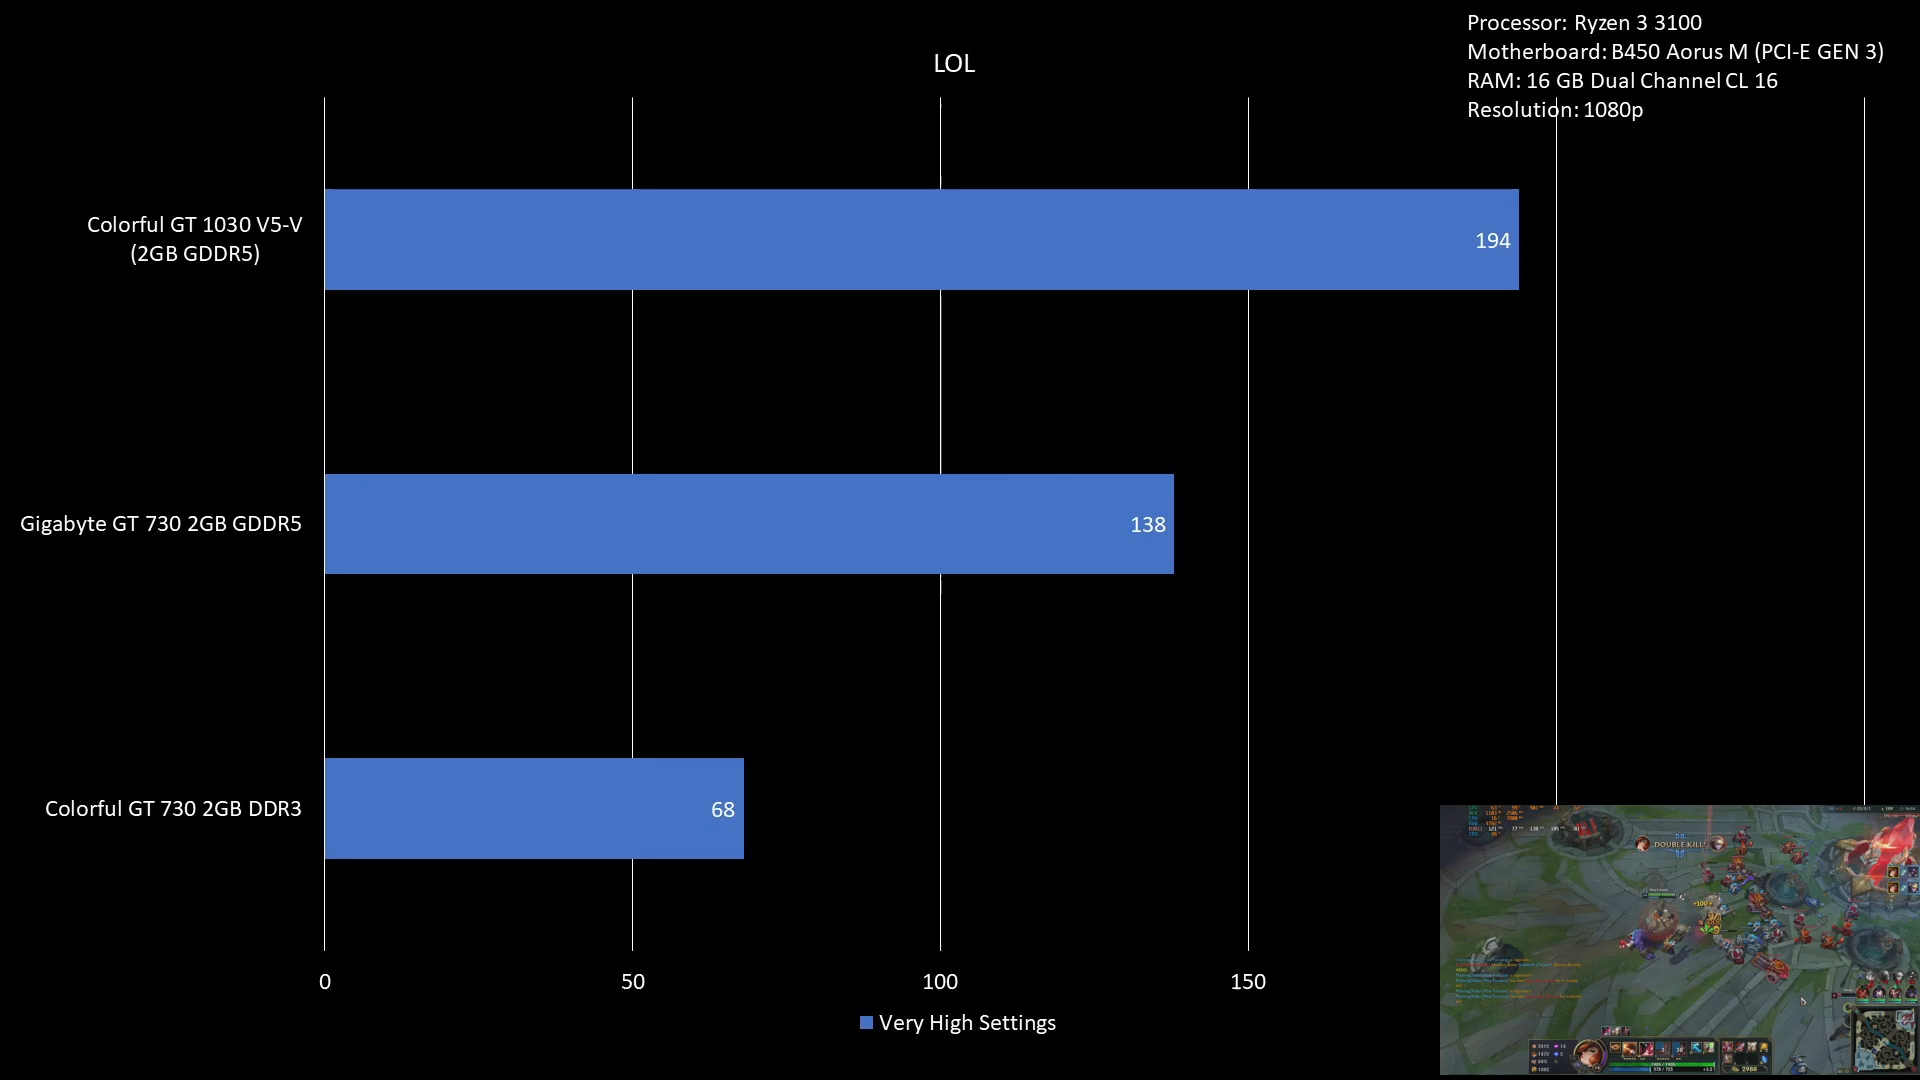 Processor: Ryzen 3 3100
Motherboard: B450 Aorus M (PCI-E GEN 3)
RAM: 16 GB Dual Channel CL 16
Resolution: 1080p
LOL
Colorful GT 1030 V5-V
(2GB GDDR5)
194
Gigabyte GT 730 2GB GDDR5
138
Colorful GT 730 2GB DDR3
68
0
50
100
150
Very High Settings
DOUBLE KILL!
+100
2988